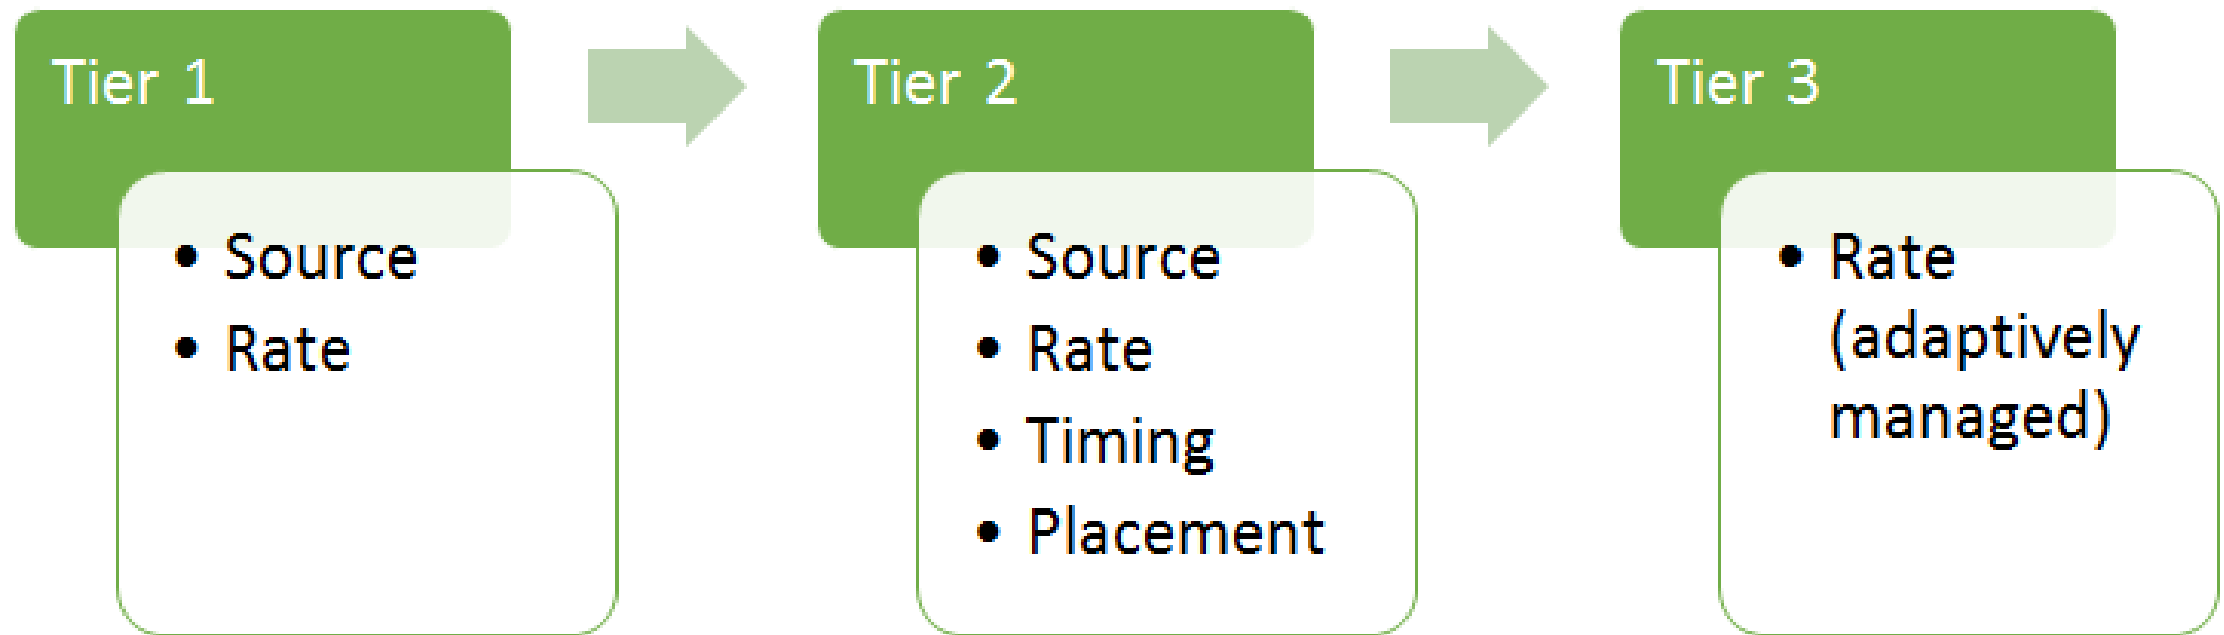 Tier 1
• Source
• Rate
Tier 2
• Source
• Rate
• Timing
• Placement
Tier 3
• Rate
(adaptively
managed)